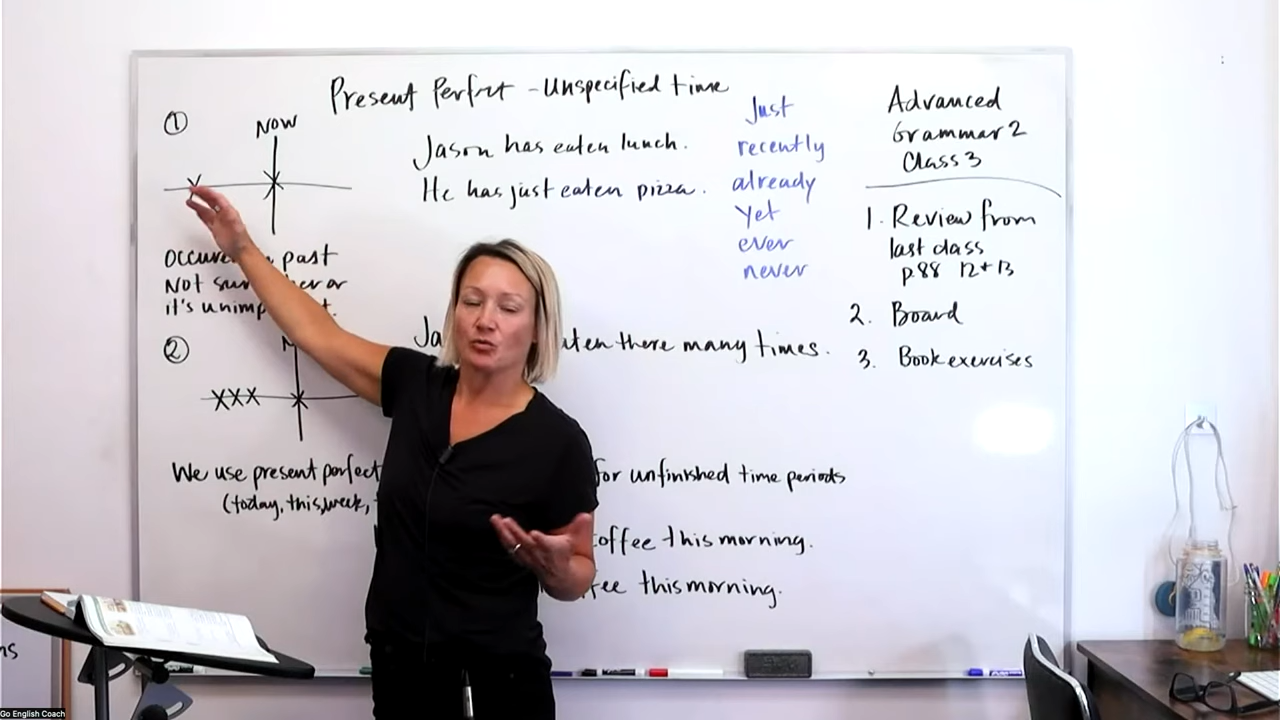 Present Perfect - Unspecified time
①
NOW
Jason has eaten lunch.
He has just eaten pizza.
Just
recently
already
yet
ever
never
past
Not
or
it's
②
there many times.
XXX
We use present perfect
for unfinished time periods
(today, this week,
this morning.
this morning.
Advanced
Grammar 2
Class 3
1. Review from
last class
p.88 12+13
2. Board
3. Book exercises
Go English Coach